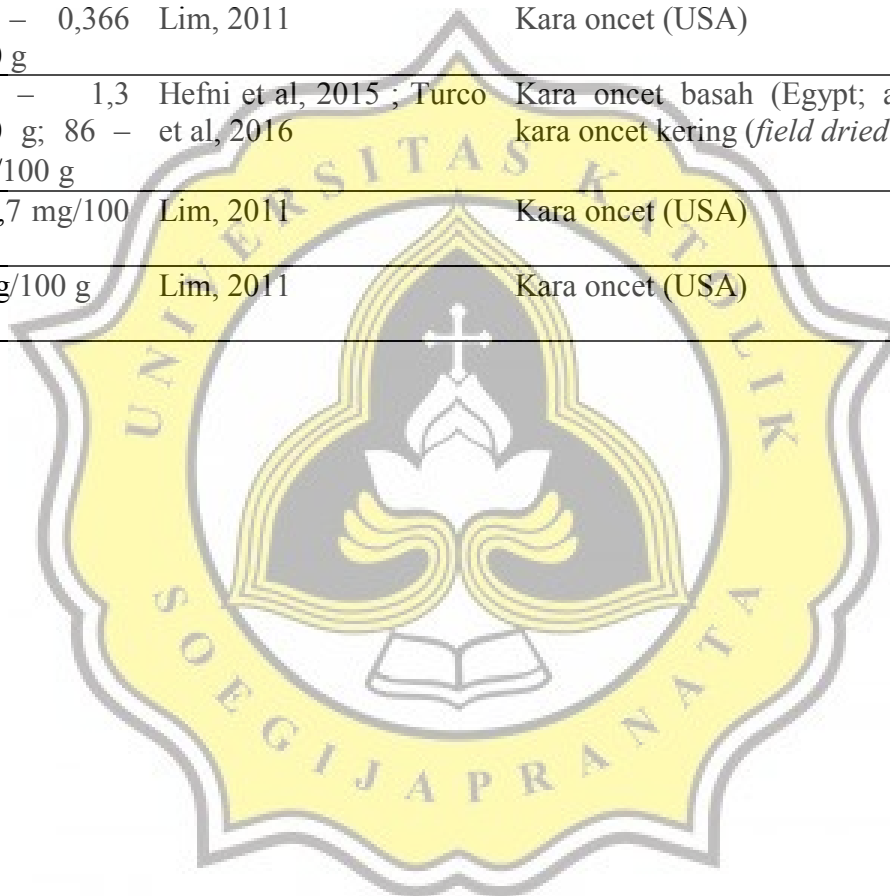 – 0,366 Lim, 2011 Kara oncet (USA)
g
– 1,3 Hefni et al, 2015 ; Turco Kara oncet basah (Egypt;
g; 86 – et al, 2016 kara oncet kering (field dried
/100 g
,7 mg/100 Lim, 2011 Kara oncet (USA)
g/100 g Lim, 2011 Kara oncet (USA)
UNIVERSITAS KATOLIK
SOEGIJAPRANATA